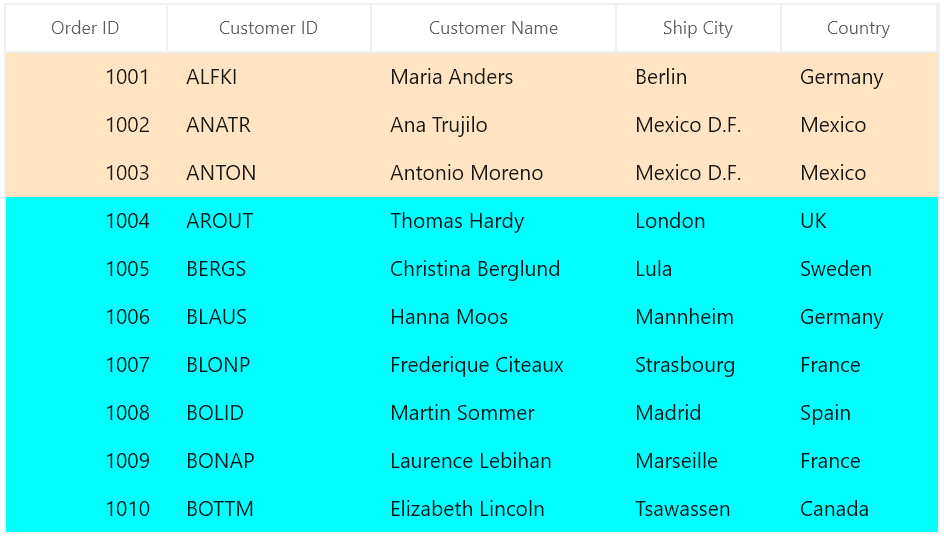 Order ID Customer ID Customer Name Ship City Country
1001 ALFKI Maria Anders Berlin Germany
1002 ANATR Ana Trujilo Mexico D.F. Mexico
1003 ANTON Antonio Moreno Mexico D.F. Mexico
1004 AROUT Thomas Hardy London UK
1005 BERGS Christina Berglund Lula Sweden
1006 BLAUS Hanna Moos Mannheim Germany
1007 BLONP Frederique Citeaux Strasbourg France
1008 BOLID Martin Sommer Madrid Spain
1009 BONAP Laurence Lebihan Marseille France
1010 BOTTM Elizabeth Lincoln Tsawassen Canada